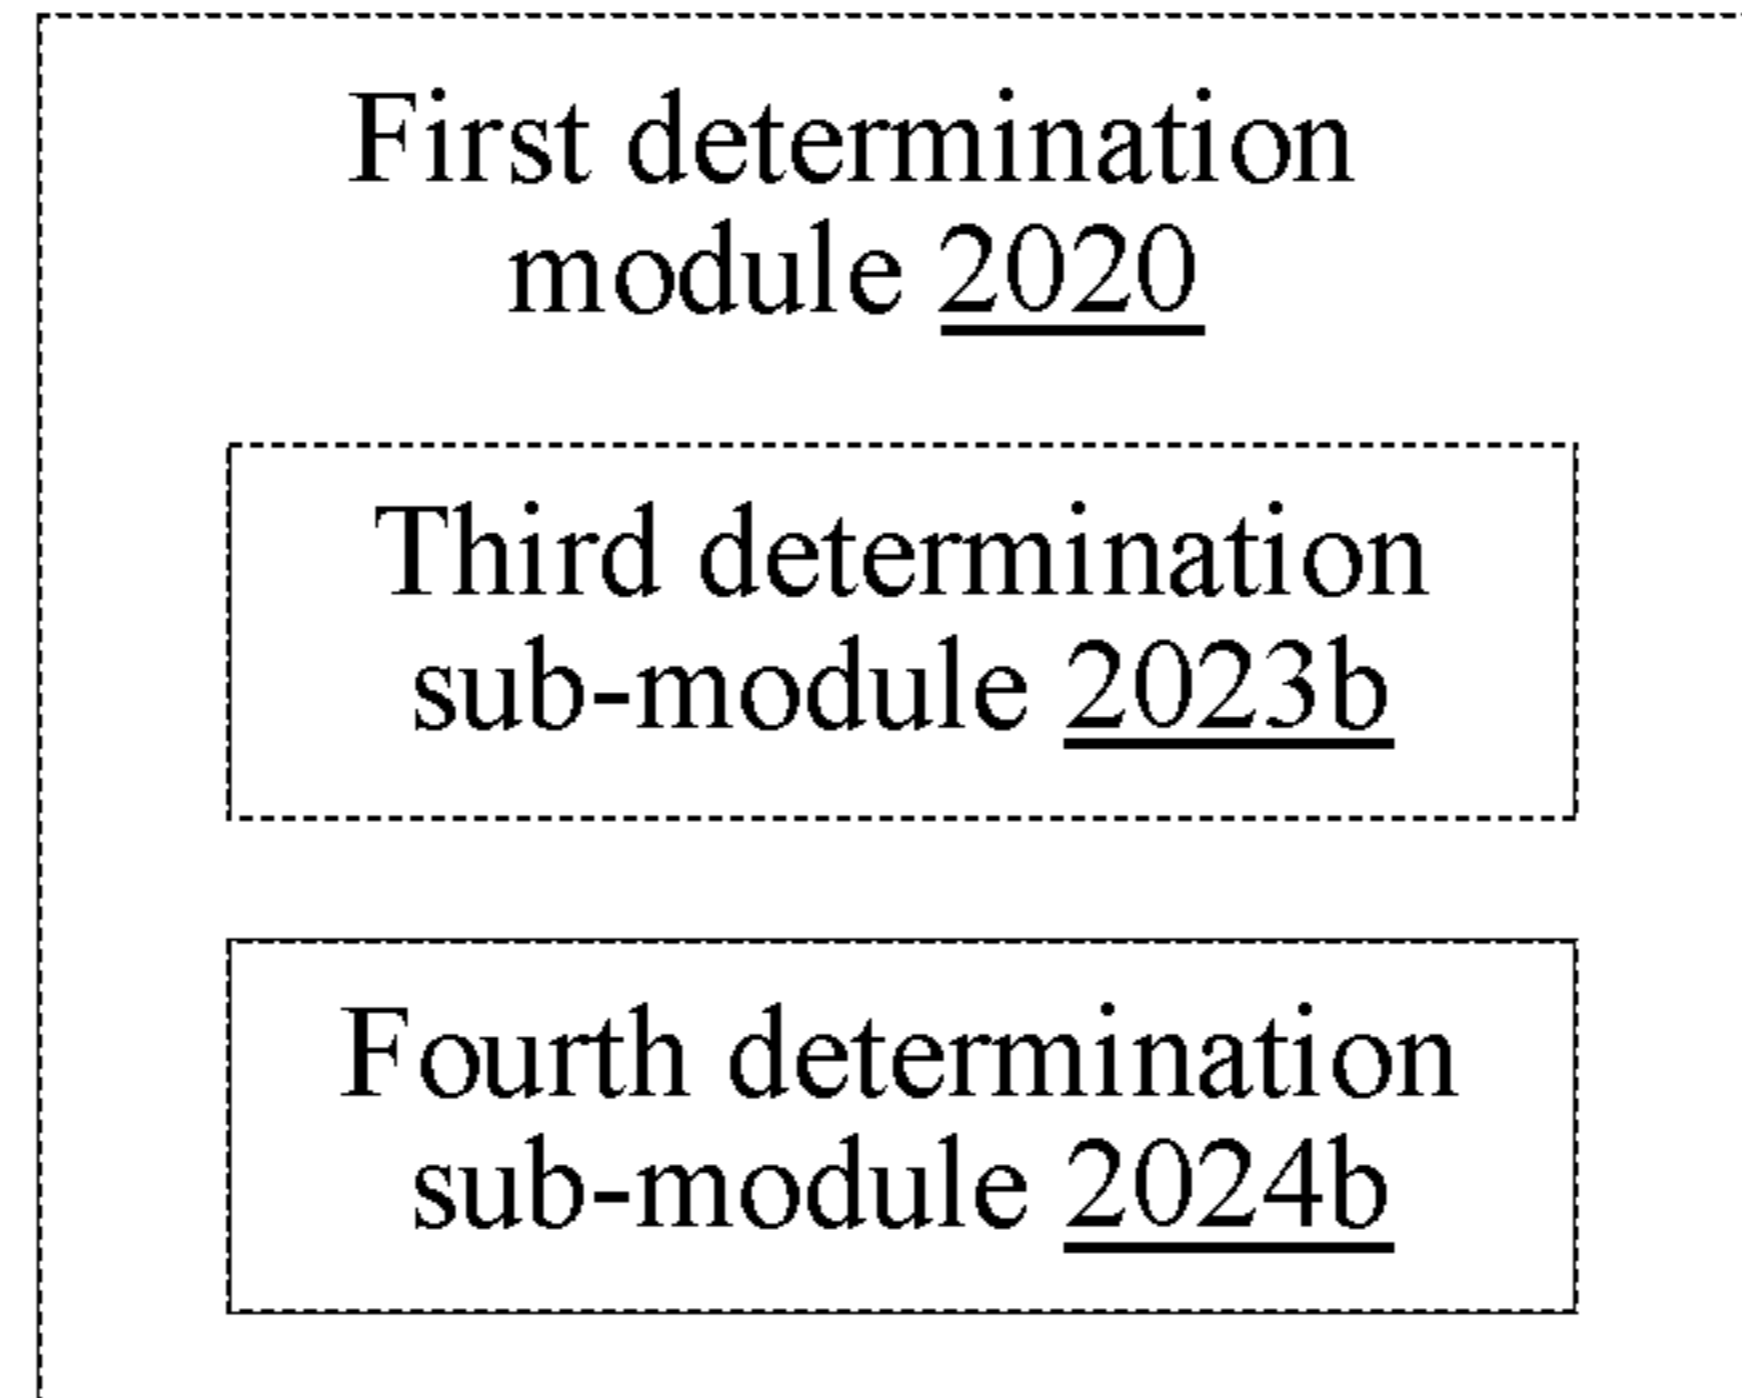 First determination
module 2020
Third determination
sub-module 2023b
Fourth determination
sub-module 2024b